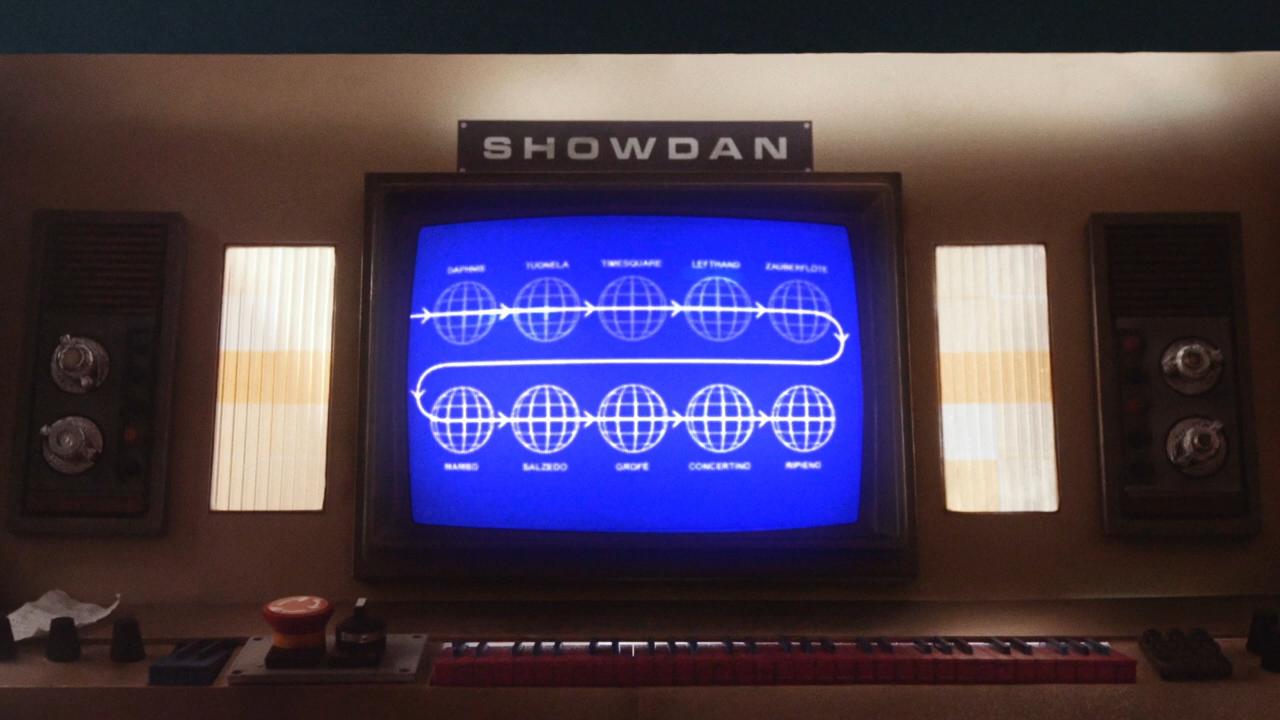 SHOWDAN
DAPHNIS TUONELA TIMESQUARE LEFTHAND ZAUBERFLÖTE
MAMBO SALZEDO GROFÉ CONCERTINO RIPIENO